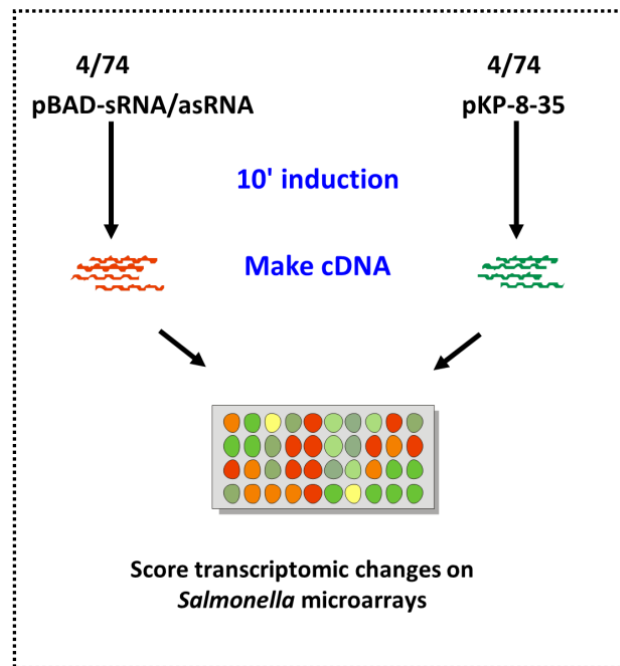 4/74
pBAD-sRNA/asRNA
4/74
pKP-8-35
10' induction
Make cDNA
Score transcriptomic changes on
Salmonella microarrays